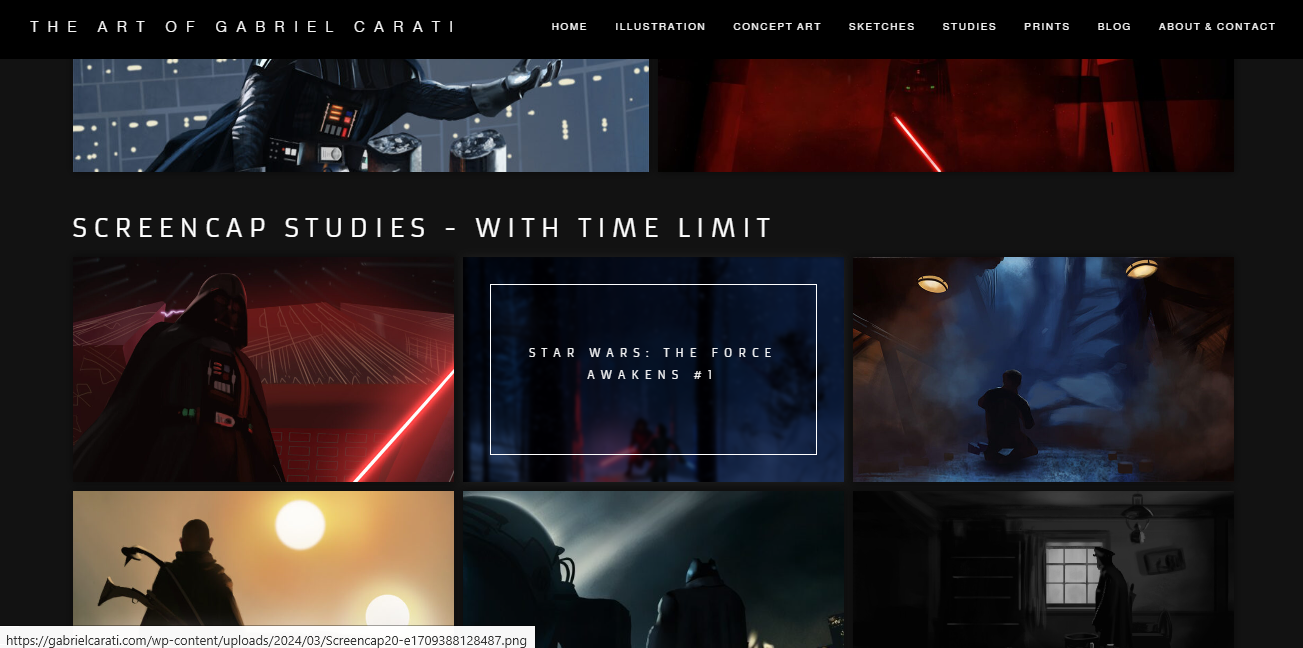 THE ART OF GABRIEL CARATI
HOME ILLUSTRATION CONCEPT ART SKETCHES STUDIES PRINTS BLOG ABOUT & CONTACT
SCREENCAP STUDIES - WITH TIME LIMIT
STAR WARS: THE FORCE
AWAKENS #1
https://gabrielcarati.com/wp-content/uploads/2024/03/Screencap20-e1709388128487.png